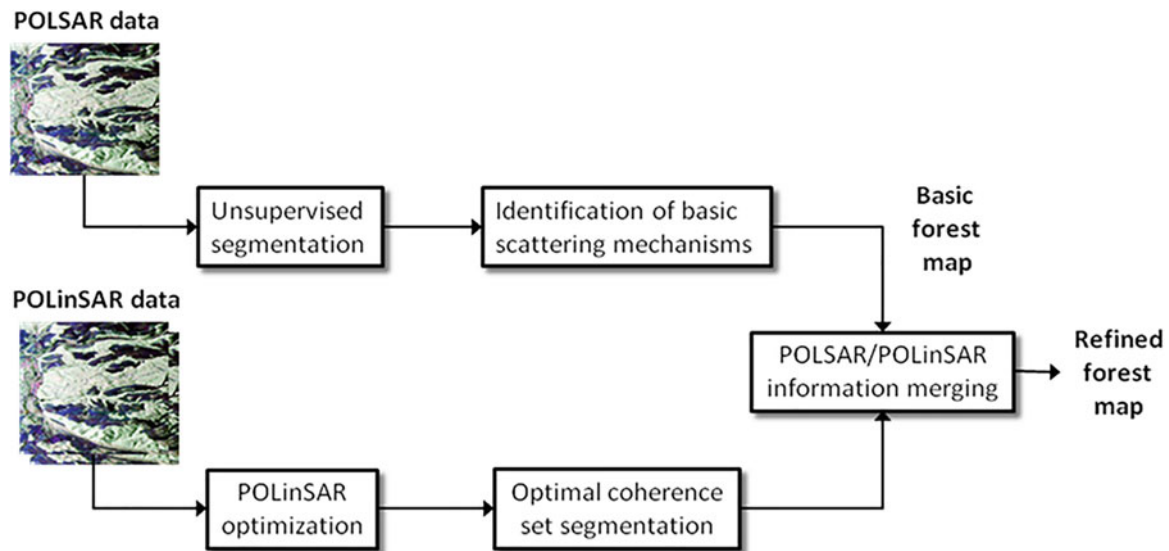 POLSAR data
Unsupervised
segmentation
Identification of basic
scattering mechanisms
Basic
forest
map
POLinSAR data
POLSAR/POLinSAR
information merging
Refined
forest
map
POLinSAR
optimization
Optimal coherence
set segmentation